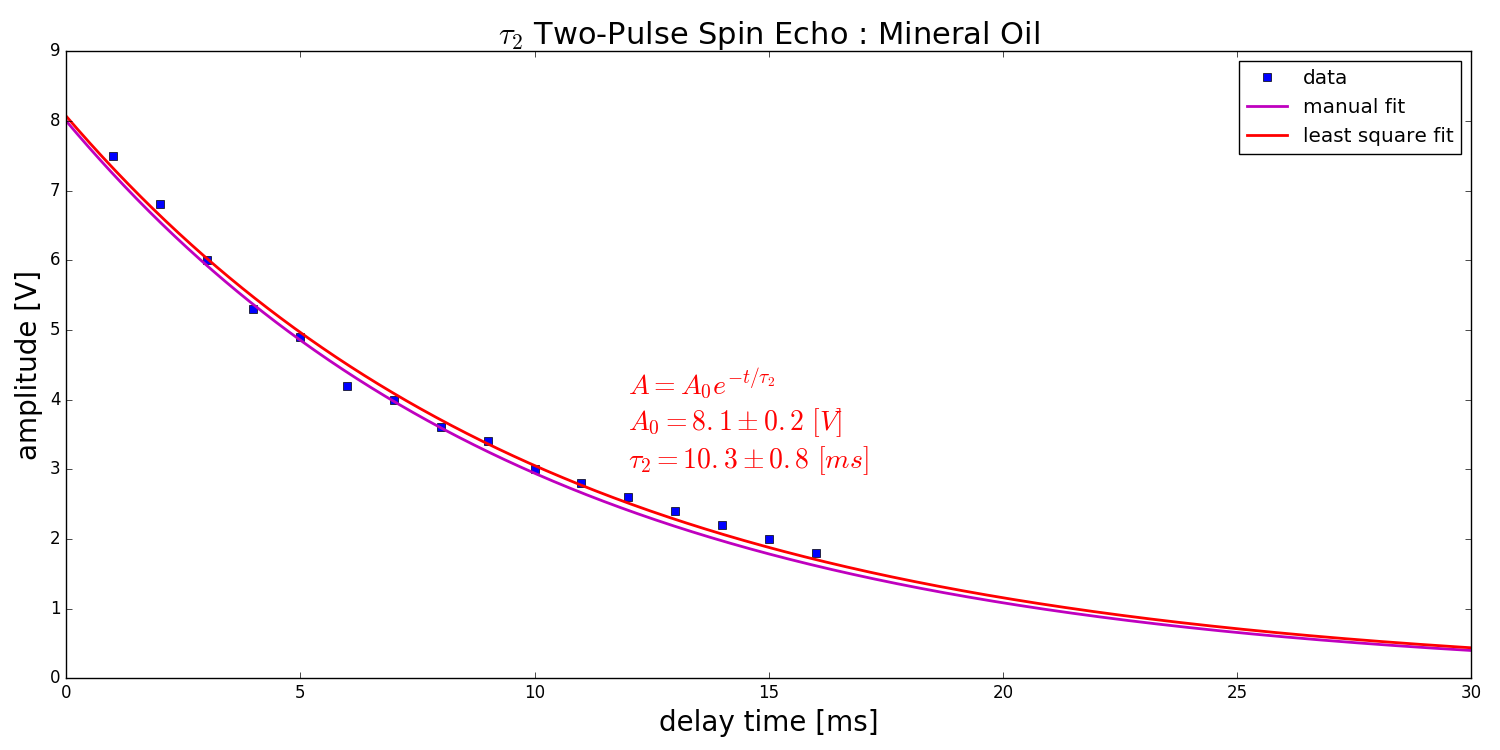 τ₂ Two-Pulse Spin Echo : Mineral Oil
data
manual fit
least square fit
9
8
7
6
5
4
3
2
1
0
amplitude [V]
A = A₀e^{-t/τ₂}
A₀ = 8.1 ± 0.2 [V]
τ₂ = 10.3 ± 0.8 [ms]
0 5 10 15 20 25 30
delay time [ms]